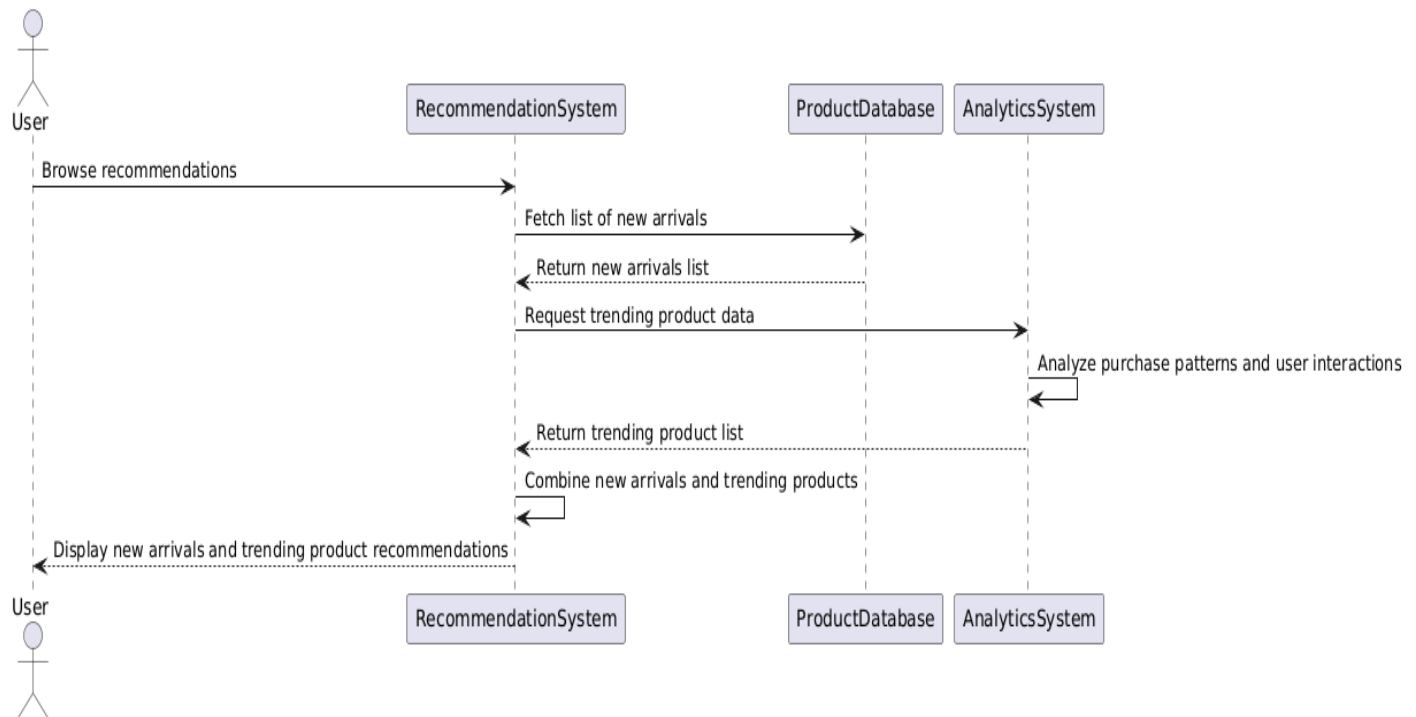 User
RecommendationSystem
ProductDatabase
AnalyticsSystem
Browse recommendations
Fetch list of new arrivals
Return new arrivals list
Request trending product data
Analyze purchase patterns and user interactions
Return trending product list
Combine new arrivals and trending products
Display new arrivals and trending product recommendations
User
RecommendationSystem
ProductDatabase
AnalyticsSystem